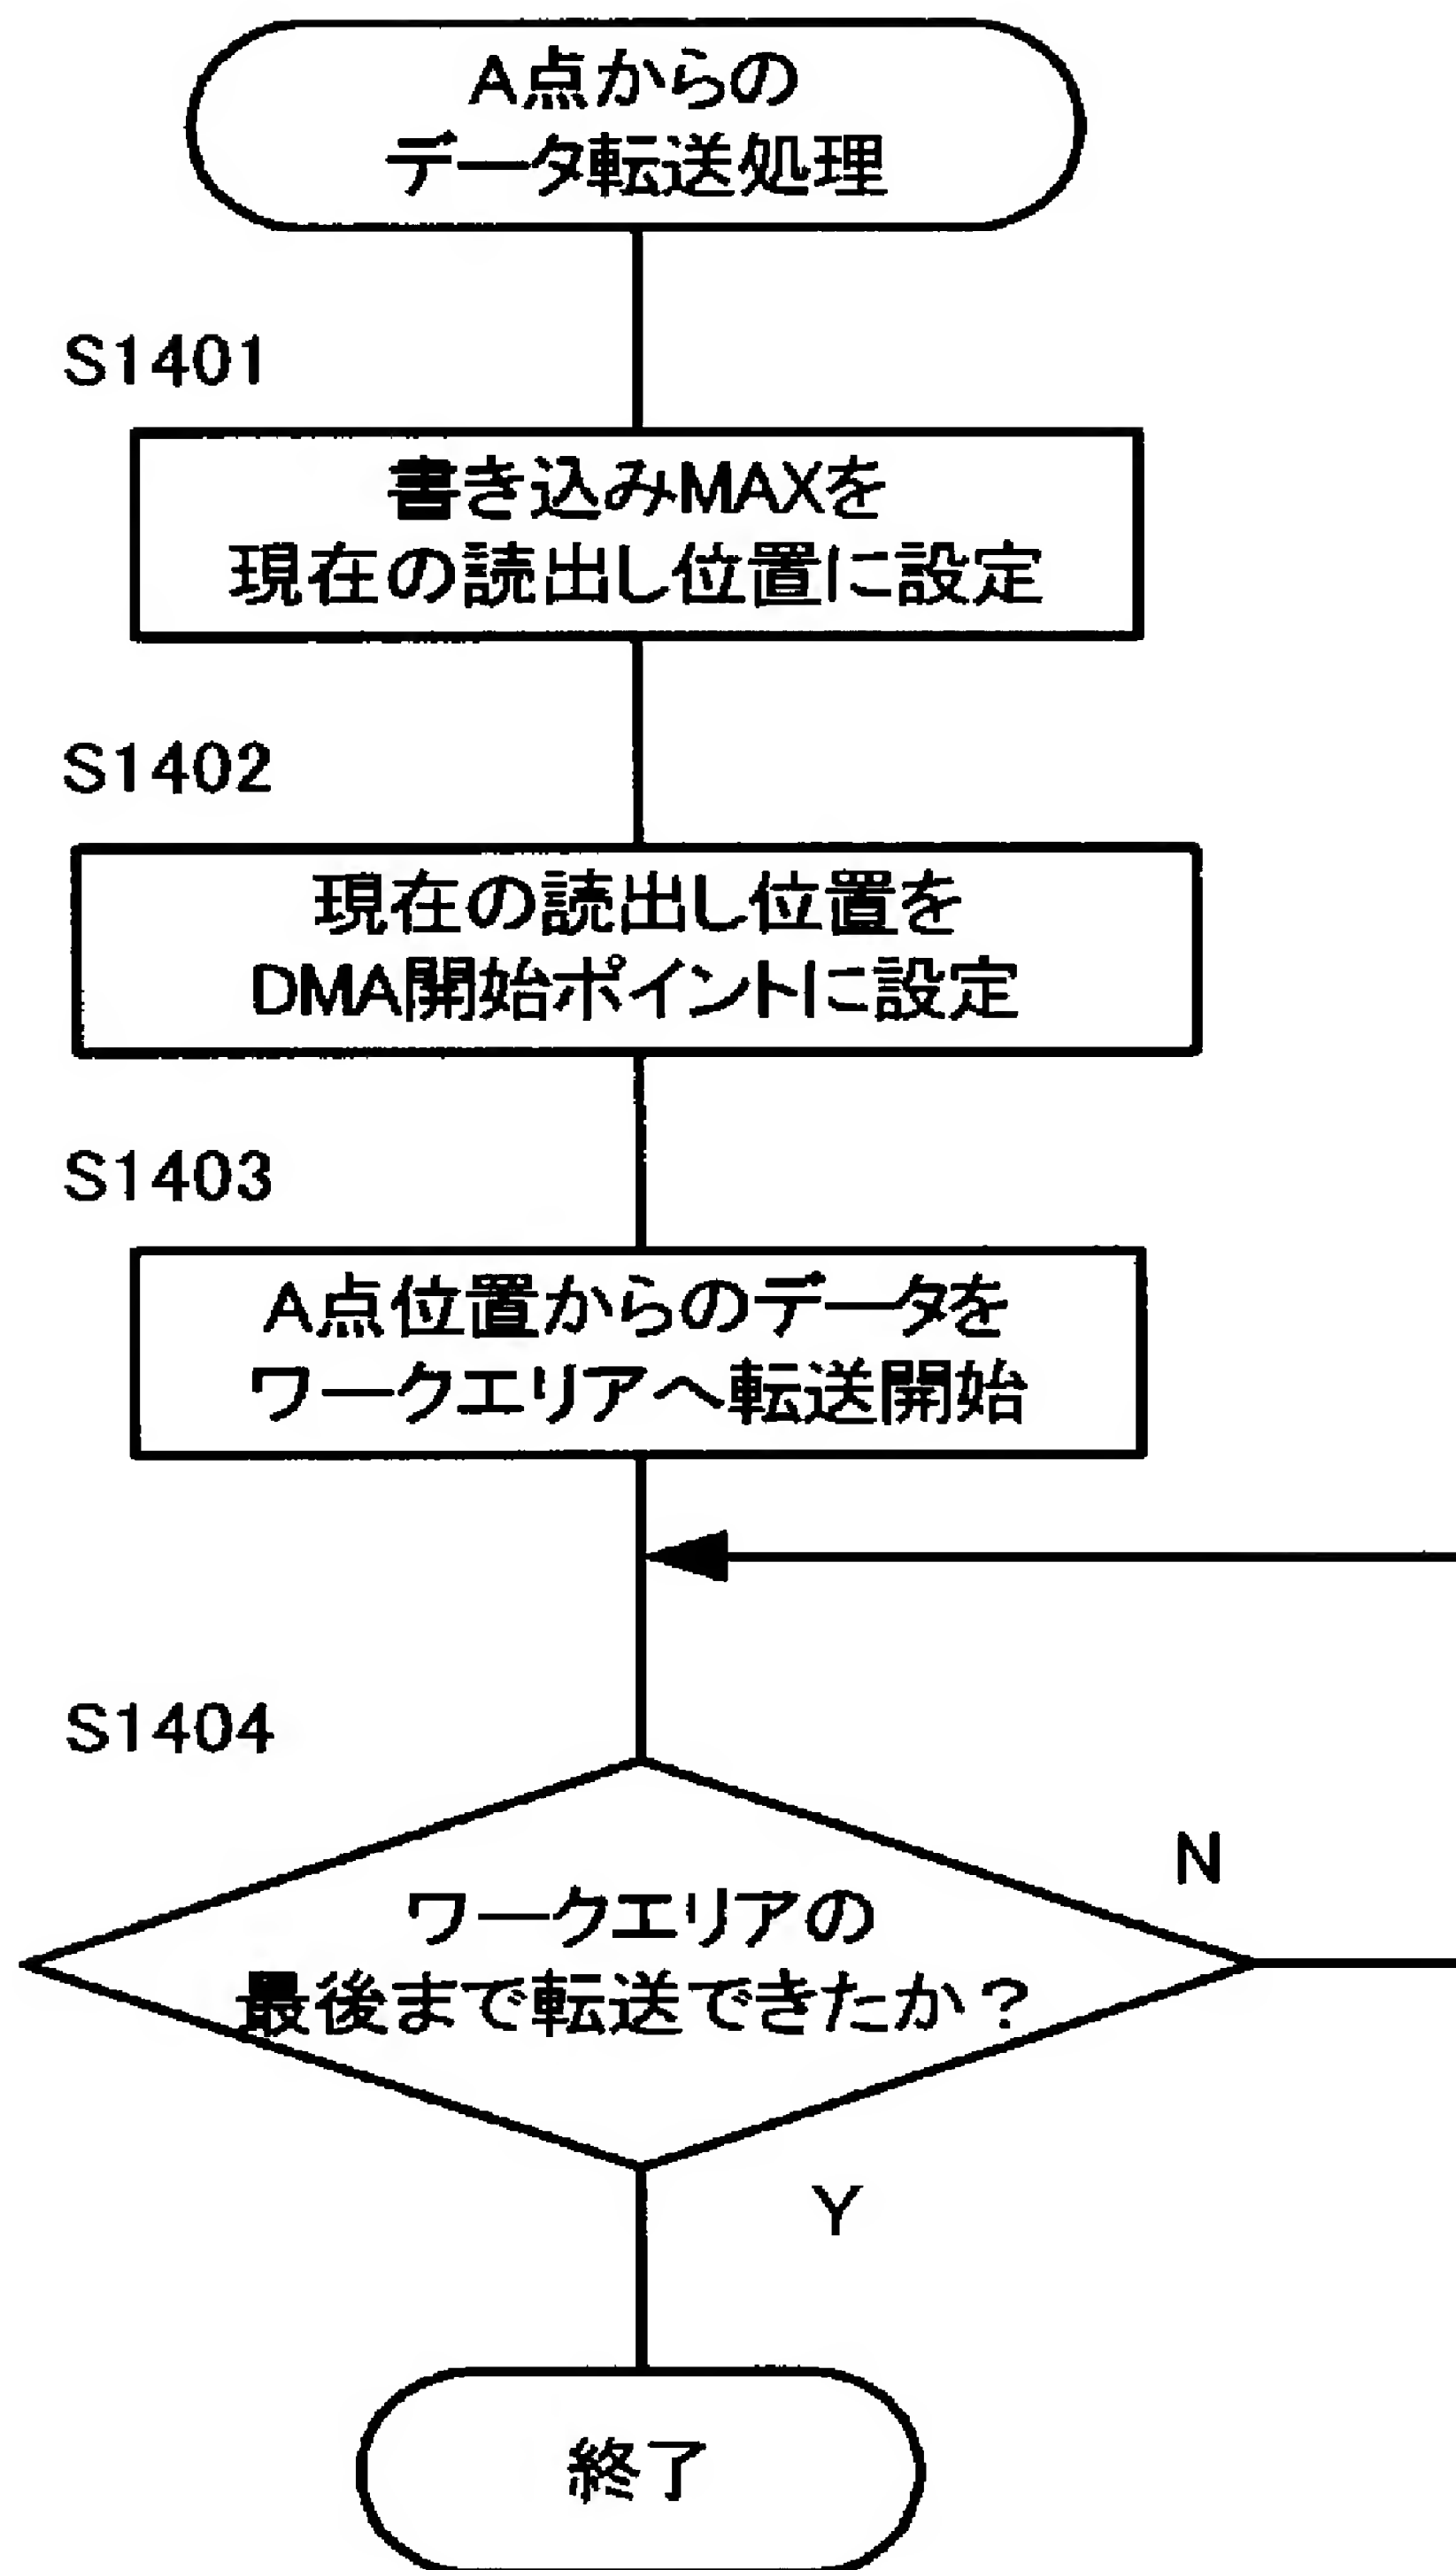 A点からの
データ転送処理
S1401
書き込みMAXを
現在の読出し位置に設定
S1402
現在の読出し位置を
DMA開始ポイントに設定
S1403
A点位置からのデータを
ワークエリアへ転送開始
S1404
N
ワークエリアの
最後まで転送できたか？
Y
終了